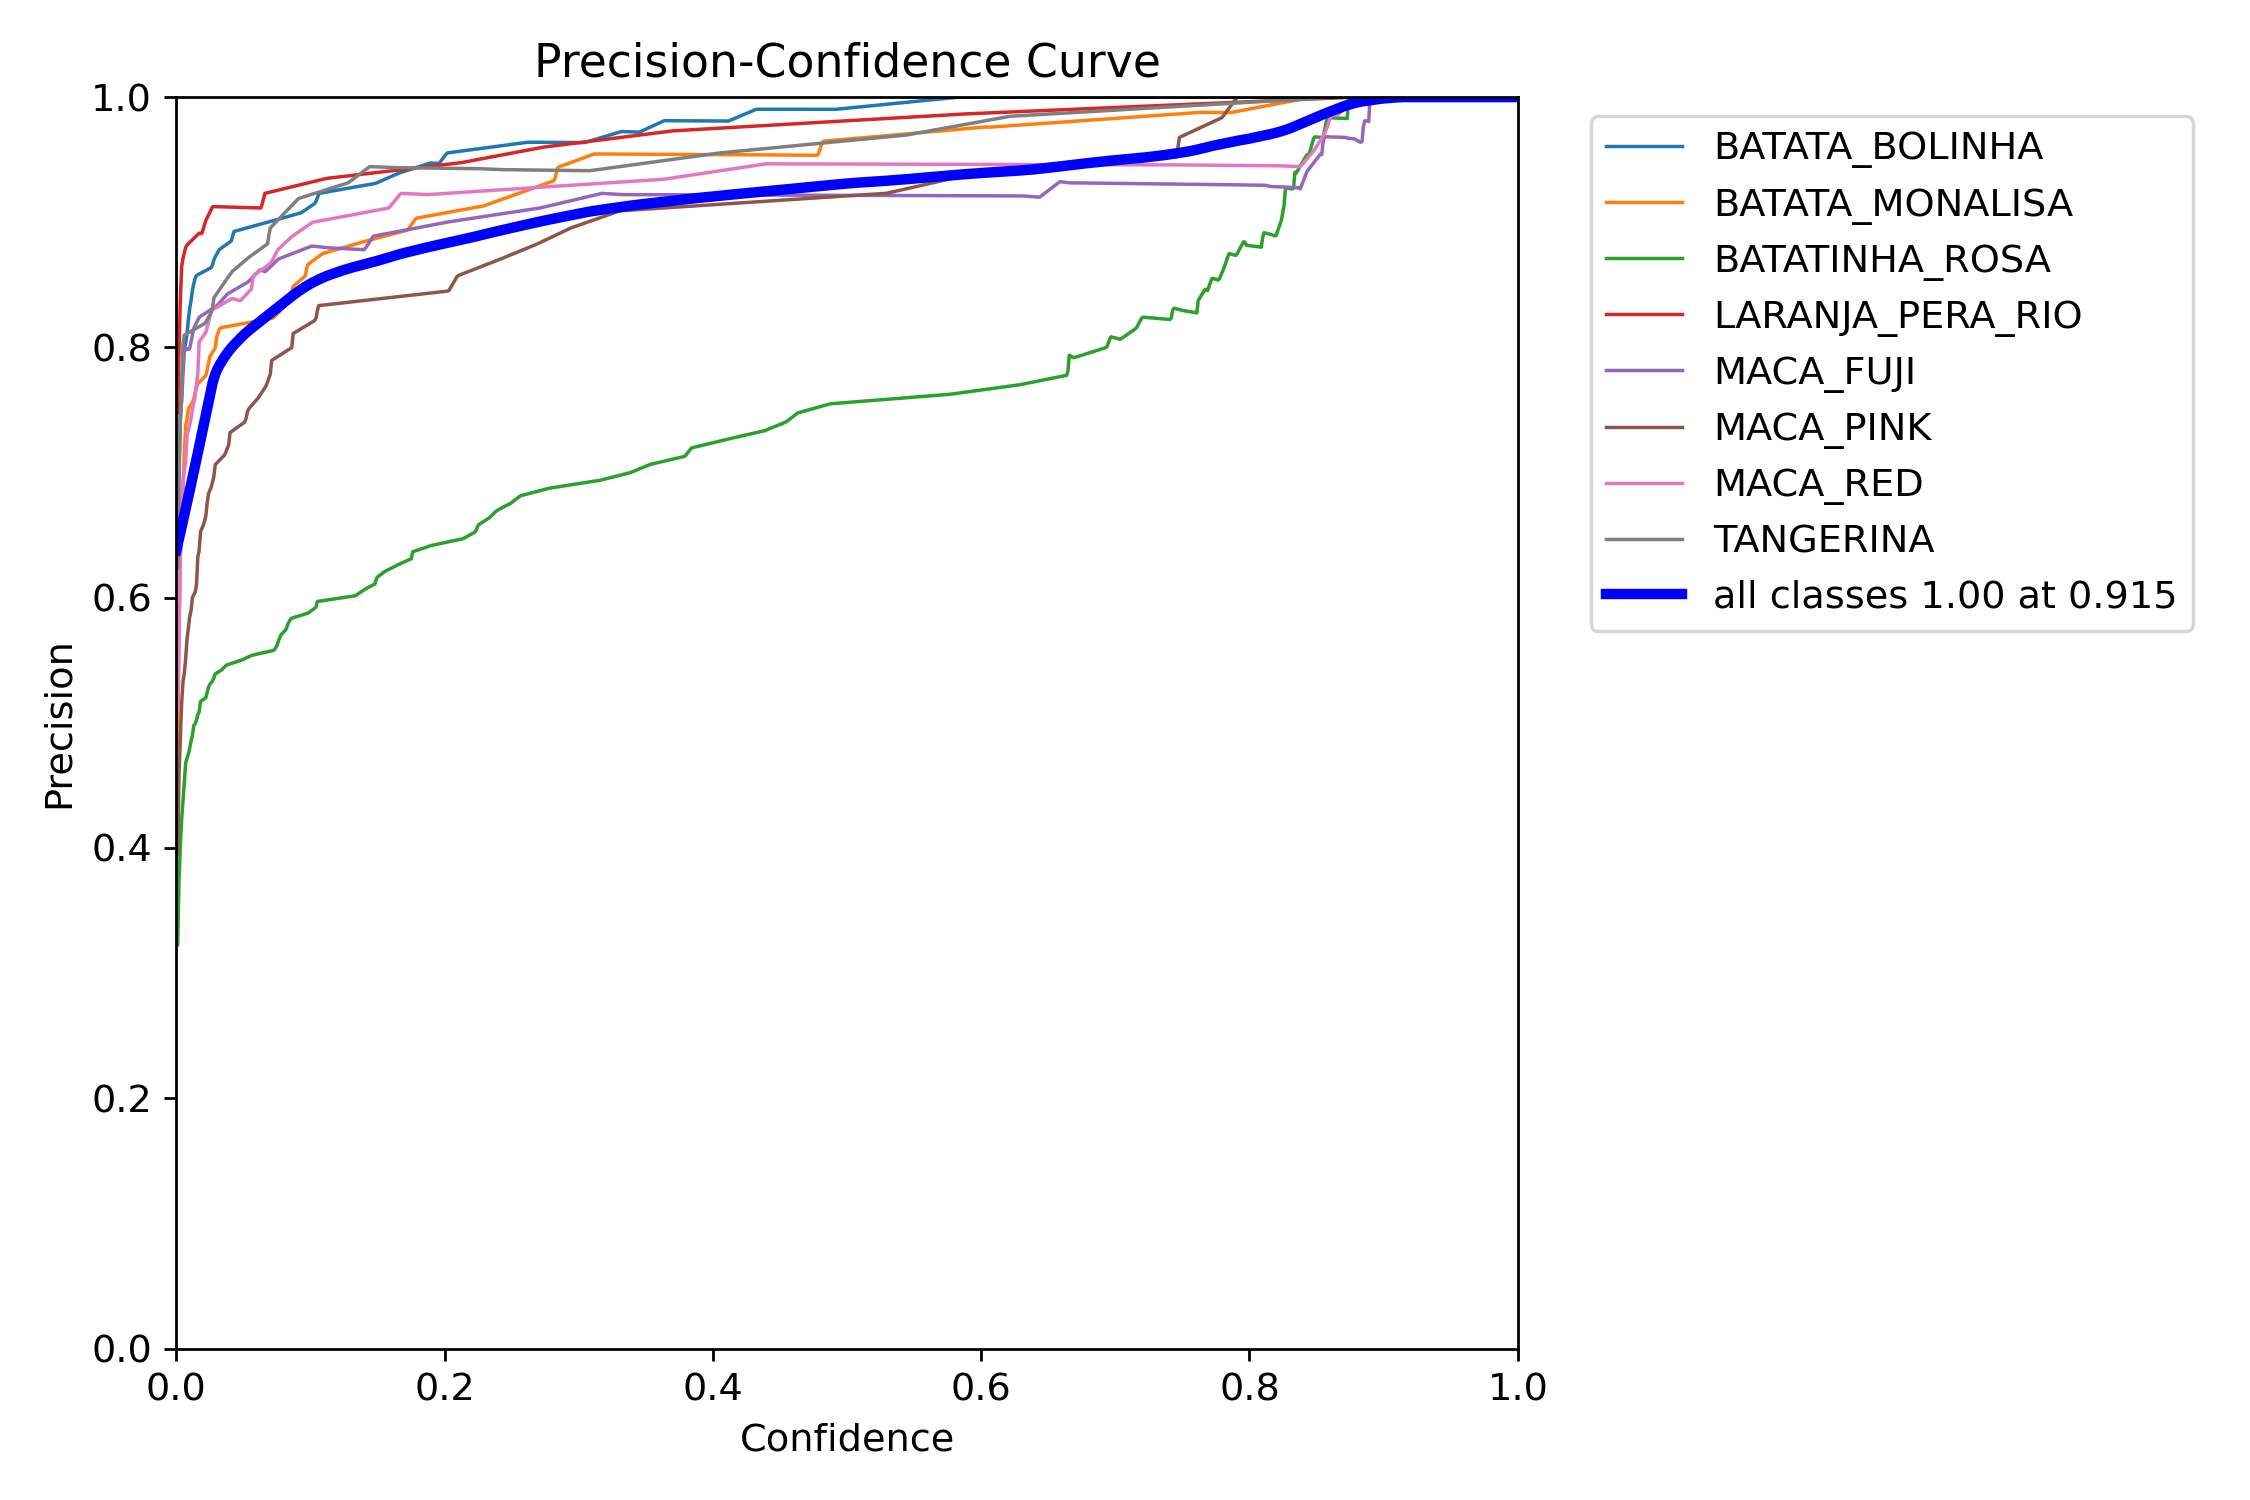 Precision-Confidence Curve
1.0
0.8
0.6
0.4
0.2
0.0
Precision
0.0 0.2 0.4 0.6 0.8 1.0
Confidence
BATATA_BOLINHA
BATATA_MONALISA
BATATINHA_ROSA
LARANJA_PERA_RIO
MACA_FUJI
MACA_PINK
MACA_RED
TANGERINA
all classes 1.00 at 0.915